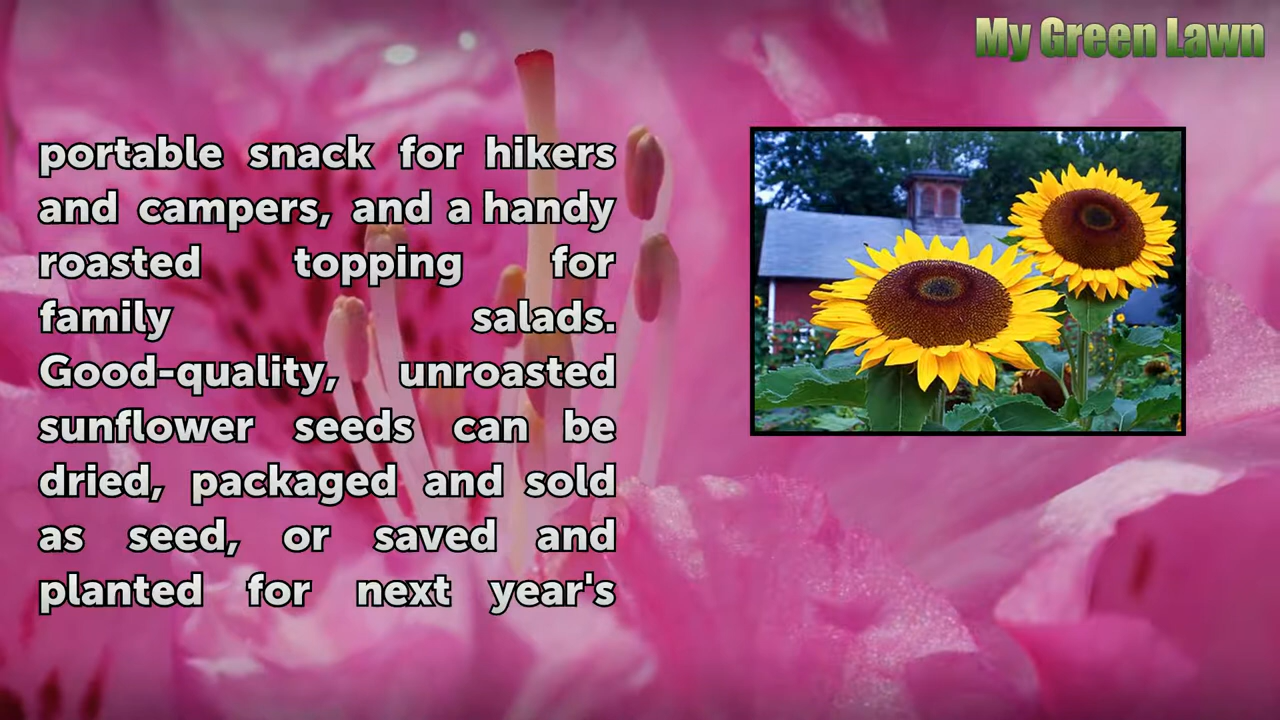 My Green Lawn
portable snack for hikers
and campers, and a handy
roasted topping for
family salads.
Good-quality, unroasted
sunflower seeds can be
dried, packaged and sold
as seed, or saved and
planted for next year's